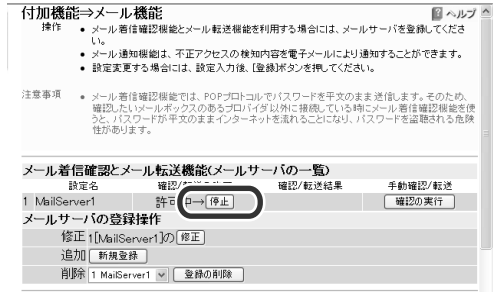 付加機能⇒メール機能
? ヘルプ
操作
• メール着信確認機能とメール転送機能を利用する場合には、メールサーバを登録してください。
• メール通知機能は、不正アクセスの検知内容を電子メールにより通知することができます。
• 設定変更する場合には、設定入力後、[登録]ボタンを押してください。
注意事項
• メール着信確認機能では、POPプロトコルでパスワードを平文のまま送信します。そのため、
確認したいメールボックスのあるプロバイダ以外に接続している時にメール着信確認機能を使
うと、パスワードが平文のままインターネットを流れることになり、パスワードを盗聴される危険
性があります。
メール着信確認とメール転送機能(メールサーバの一覧)
設定名 確認/ 確認/転送結果 手動確認/転送
1 MailServer1 許可 → 停止 確認の実行
メールサーバの登録操作
修正 1[MailServer1]の 修正
追加 新規登録
削除 1 MailServer1 登録の削除